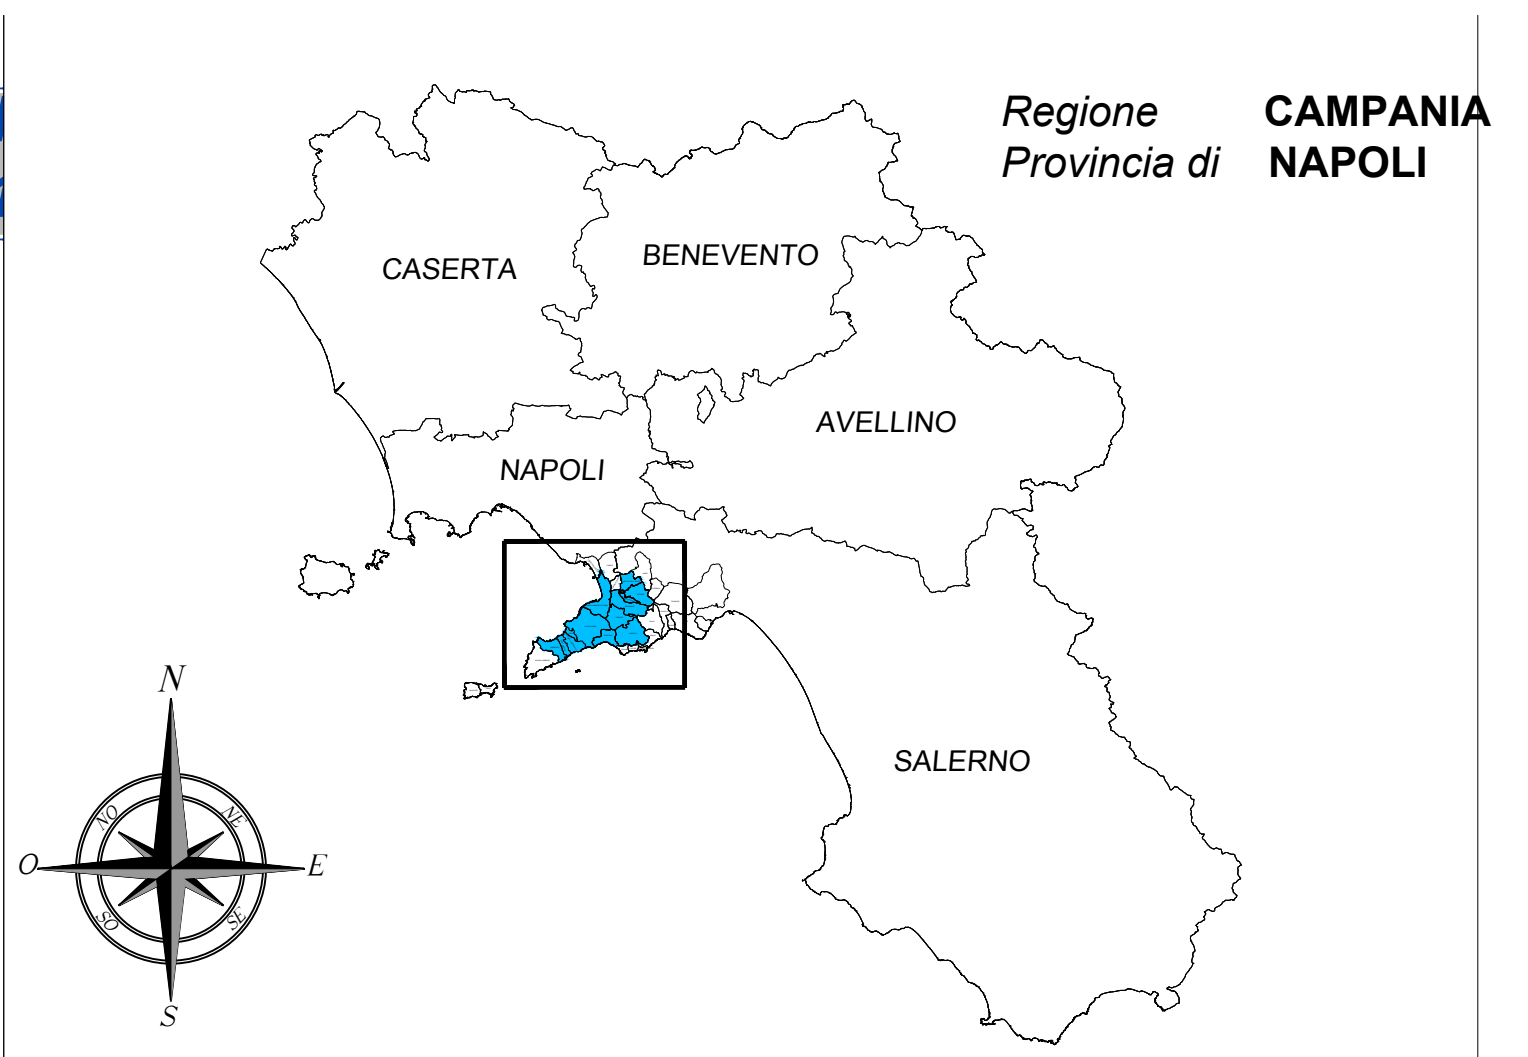 Regione CAMPANIA
Provincia di NAPOLI
BENEVENTO
CASERTA
AVELLINO
NAPOLI
SALERNO
N
NO
NE
O
E
SO
SE
S